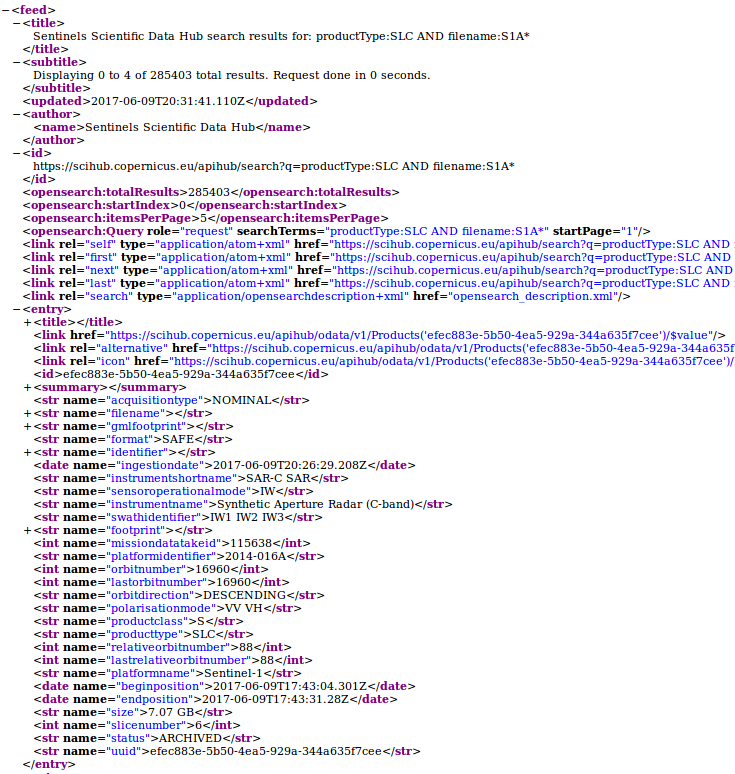 −<feed>
−<title>
Sentinels Scientific Data Hub search results for: productType:SLC AND filename:S1A*
</title>
−<subtitle>
Displaying 0 to 4 of 285403 total results. Request done in 0 seconds.
</subtitle>
<updated>2017-06-09T20:31:41.110Z</updated>
−<author>
<name>Sentinels Scientific Data Hub</name>
</author>
−<id>
https://scihub.copernicus.eu/apihub/search?q=productType:SLC AND filename:S1A*
</id>
<opensearch:totalResults>285403</opensearch:totalResults>
<opensearch:startIndex>0</opensearch:startIndex>
<opensearch:itemsPerPage>5</opensearch:itemsPerPage>
<opensearch:Query role="request" searchTerms="productType:SLC AND filename:S1A*" startPage="1"/>
<link rel="self" type="application/atom+xml" href="https://scihub.copernicus.eu/apihub/search?q=productType:SLC AND
<link rel="first" type="application/atom+xml" href="https://scihub.copernicus.eu/apihub/search?q=productType:SLC AND
<link rel="next" type="application/atom+xml" href="https://scihub.copernicus.eu/apihub/search?q=productType:SLC AND
<link rel="last" type="application/atom+xml" href="https://scihub.copernicus.eu/apihub/search?q=productType:SLC AND
<link rel="search" type="application/opensearchdescription+xml" href="opensearch_description.xml"/>
−<entry>
+<title></title>
<link href="https://scihub.copernicus.eu/apihub/odata/v1/Products('efec883e-5b50-4ea5-929a-344a635f7cee')/$value"/>
<link rel="alternative" href="https://scihub.copernicus.eu/apihub/odata/v1/Products('efec883e-5b50-4ea5-929a-344a635f
<link rel="icon" href="https://scihub.copernicus.eu/apihub/odata/v1/Products('efec883e-5b50-4ea5-929a-344a635f7cee')/
<id>efec883e-5b50-4ea5-929a-344a635f7cee</id>
+<summary></summary>
<str name="acquisitiontype">NOMINAL</str>
+<str name="filename"></str>
+<str name="gmlfootprint"></str>
<str name="format">SAFE</str>
+<str name="identifier"></str>
<date name="ingestiondate">2017-06-09T20:26:29.208Z</date>
<str name="instrumentshortname">SAR-C SAR</str>
<str name="sensoroperationalmode">IW</str>
<str name="instrumentname">Synthetic Aperture Radar (C-band)</str>
<str name="swathidentifier">IW1 IW2 IW3</str>
+<str name="footprint"></str>
<int name="missiondatatakeid">115638</int>
<str name="platformidentifier">2014-016A</str>
<int name="orbitnumber">16960</int>
<int name="lastorbitnumber">16960</int>
<str name="orbitdirection">DESCENDING</str>
<str name="polarisationmode">VV VH</str>
<str name="productclass">S</str>
<str name="producttype">SLC</str>
<int name="relativeorbitnumber">88</int>
<int name="lastrelativeorbitnumber">88</int>
<str name="platformname">Sentinel-1</str>
<date name="beginposition">2017-06-09T17:43:04.301Z</date>
<date name="endposition">2017-06-09T17:43:31.28Z</date>
<str name="size">7.07 GB</str>
<int name="slicenumber">6</int>
<str name="status">ARCHIVED</str>
<str name="uuid">efec883e-5b50-4ea5-929a-344a635f7cee</str>
</entry>